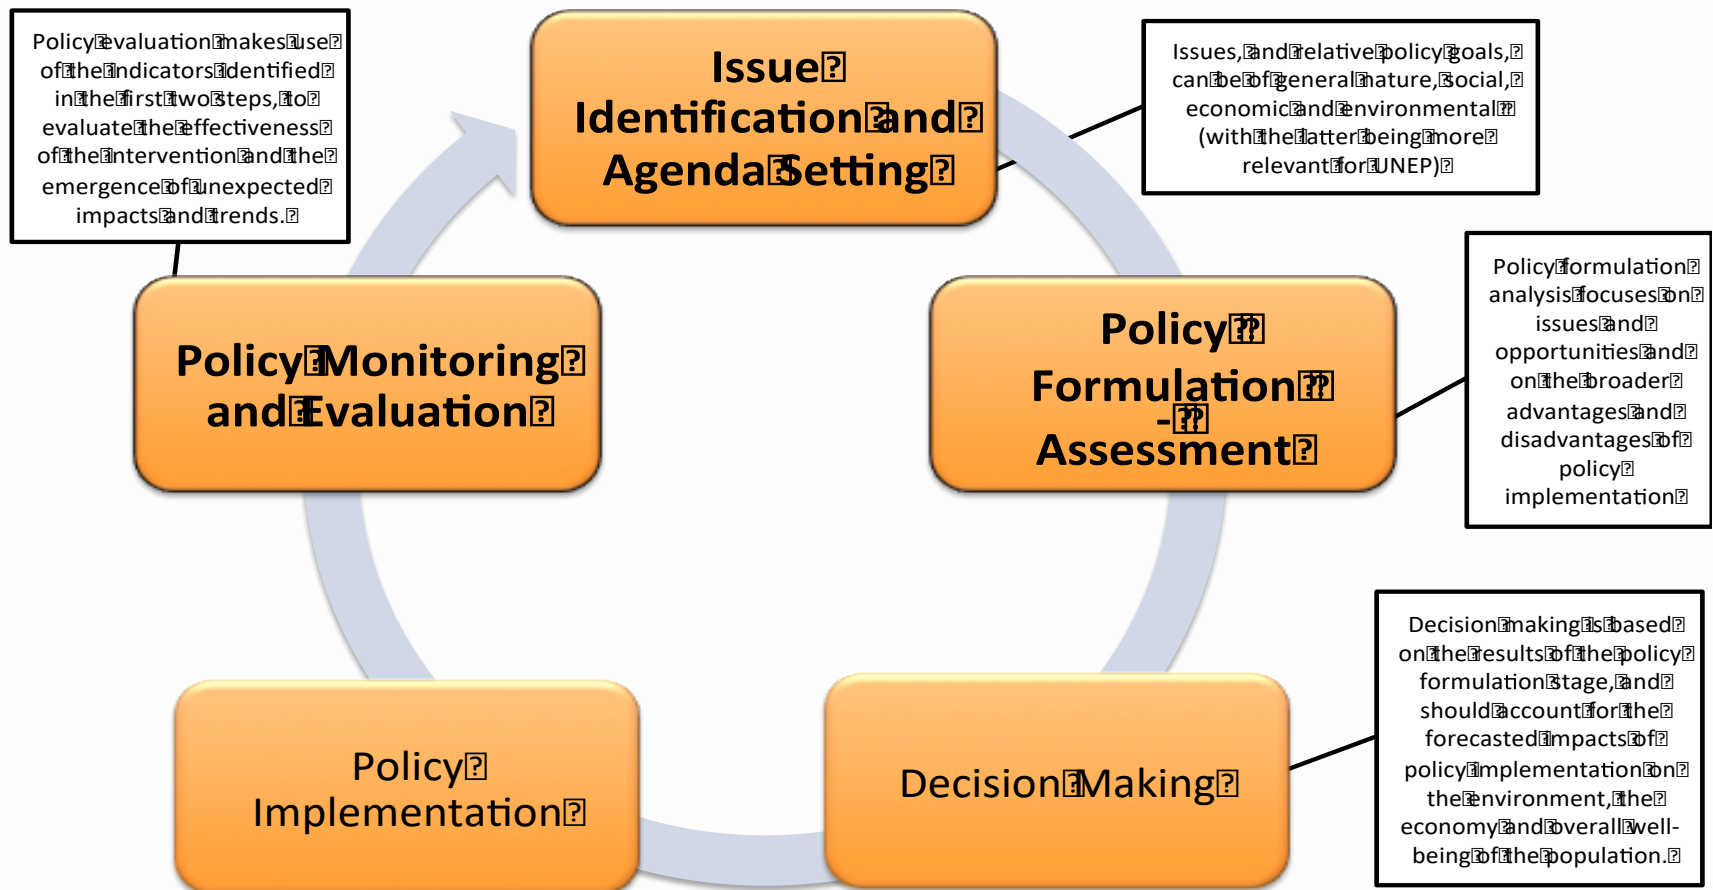 Policy evaluation makes use
of the indicators identified
in the first two steps, to
evaluate the effectiveness
of the intervention and the
emergence of unexpected
impacts and trends.
Issue
Identification and
Agenda Setting
Issues, and relative policy goals,
can be of general nature, social,
economic and environmental
(with the latter being more
relevant for UNEP)
Policy Monitoring
and Evaluation
Policy
Formulation
-
Assessment
Policy formulation
analysis focuses on
issues and
opportunities and
on the broader
advantages and
disadvantages of
policy
implementation
Policy
Implementation
Decision Making
Decision making is based
on the results of the policy
formulation stage, and
should account for the
forecasted impacts of
policy implementation on
the environment, the
economy and overall well-
being of the population.